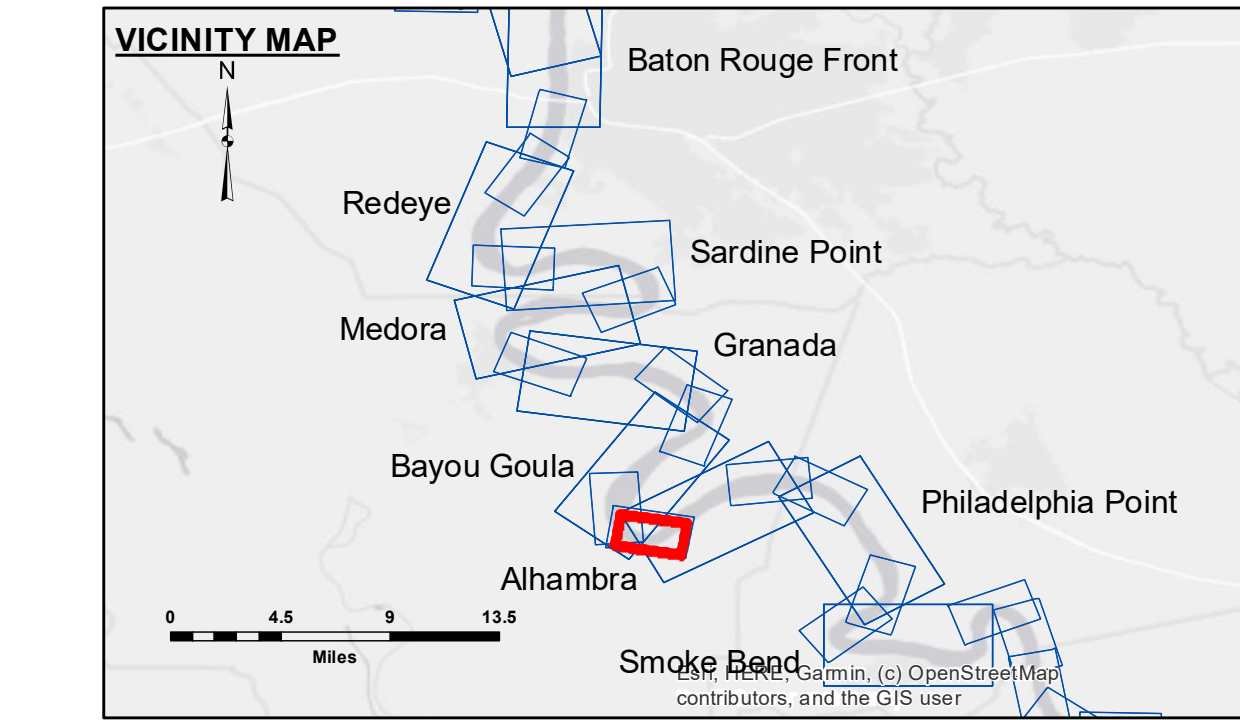 VICINITY MAP
N
Baton Rouge Front
Redeye
Sardine Point
Medora
Granada
Bayou Goula
Philadelphia Point
Alhambra
0 4.5 9 13.5
Miles
Smoke Bend
Esri, HERE, Garmin, (c) OpenStreetMap
contributors, and the GIS user